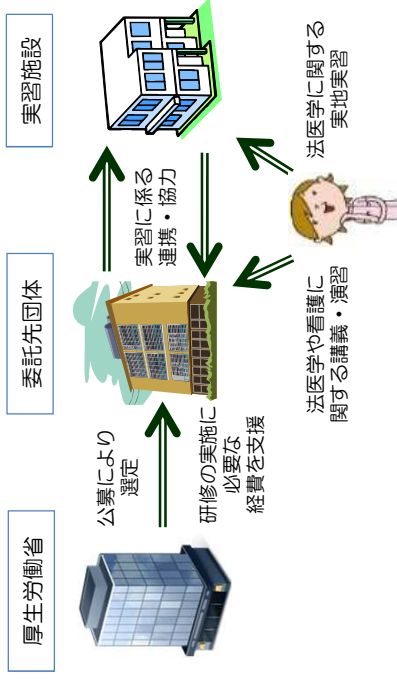 厚生労働省
委託先団体
実習施設
公募により
選定
研修の実施に
必要な
経費を支援
実習に係る
連携・協力
法医学や看護に
関する講義・演習
法医学に関する
実地実習